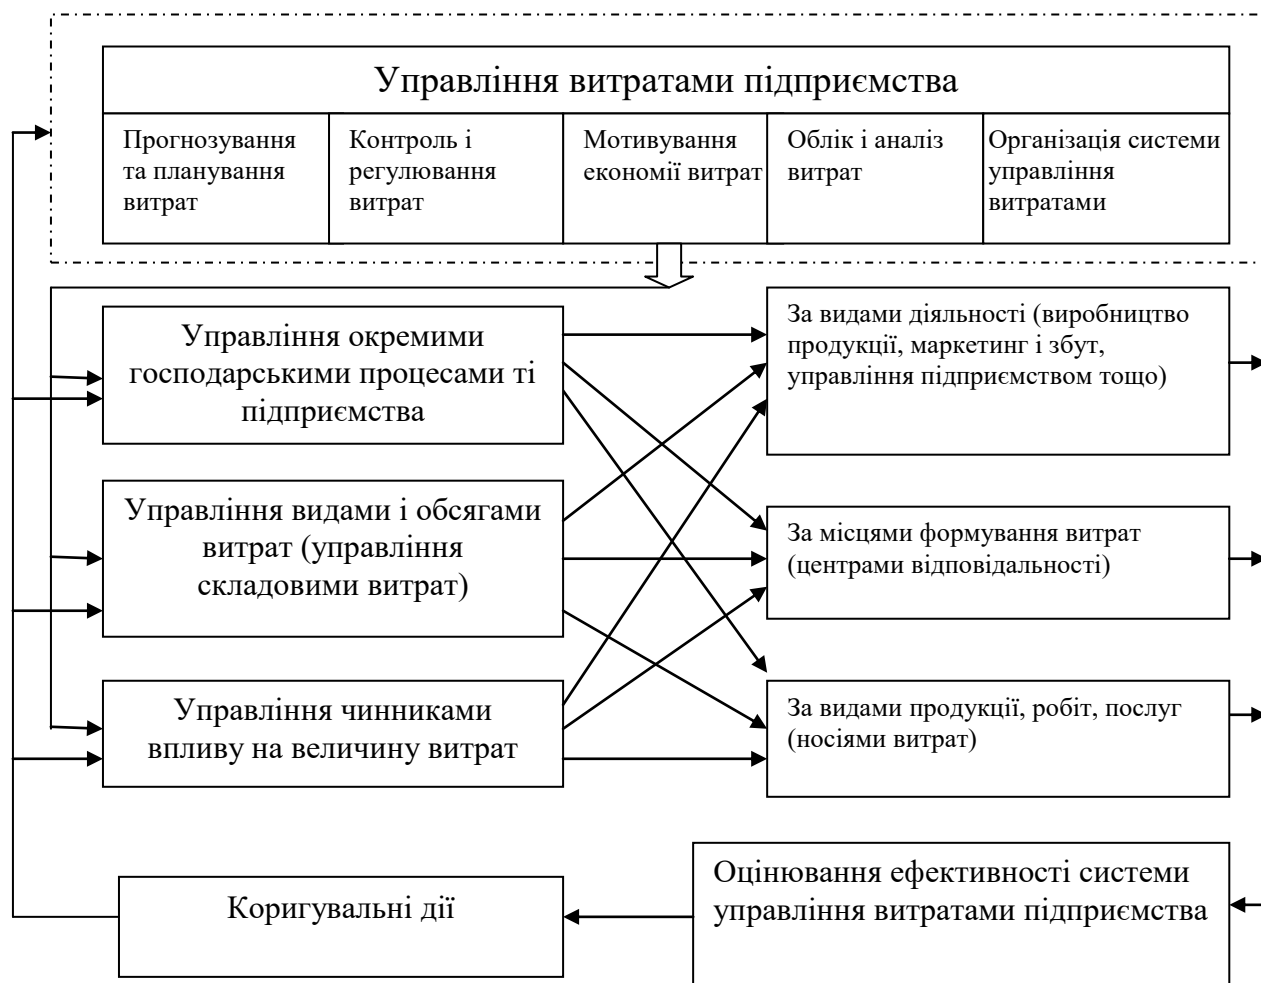 Управління витратами підприємства
Прогнозування
та планування
витрат
Контроль і
регулювання
витрат
Мотивування
економії витрат
Облік і аналіз
витрат
Організація системи
управління
витратами
Управління окремими
господарськими процесами ті
підприємства
За видами діяльності (виробництво
продукції, маркетинг і збут,
управління підприємством тощо)
Управління видами і обсягами
витрат (управління
складовими витрат)
За місцями формування витрат
(центрами відповідальності)
Управління чинниками
впливу на величину витрат
За видами продукції, робіт, послуг
(носіями витрат)
Коригувальні дії
Оцінювання ефективності системи
управління витратами підприємства